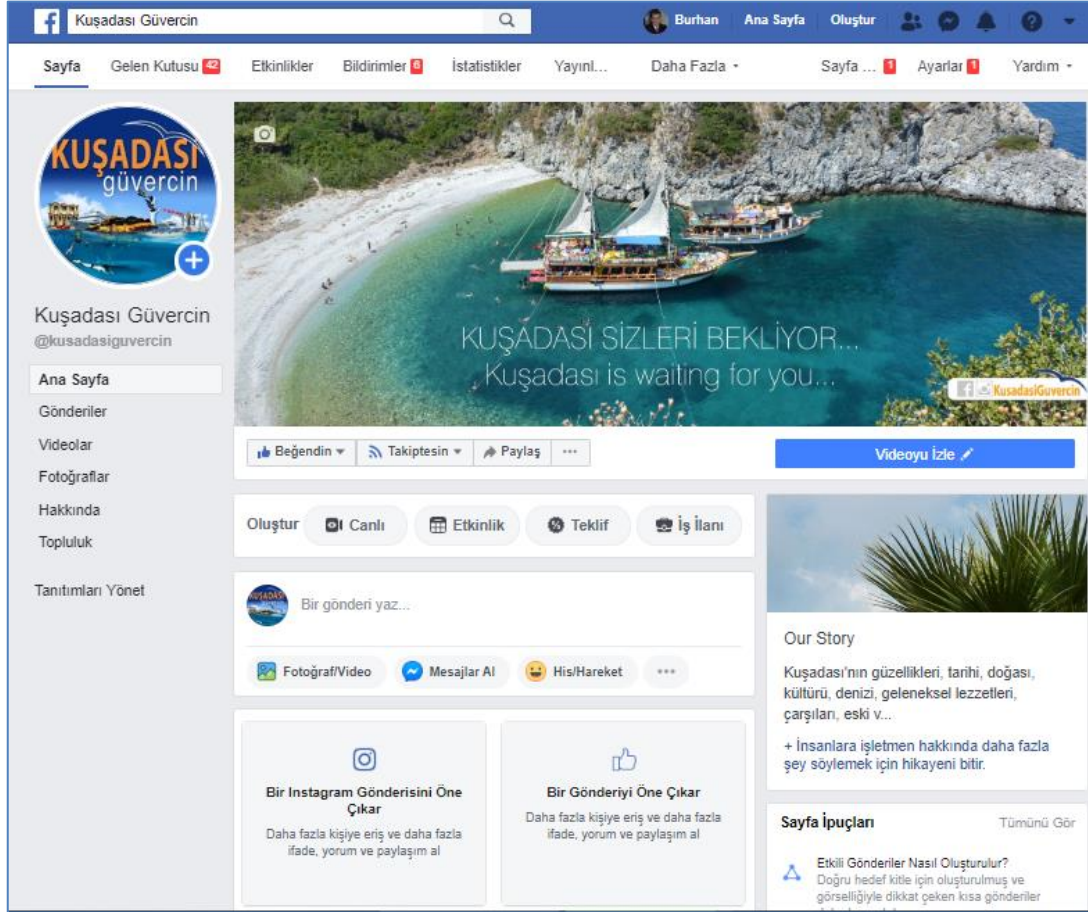 Kuşadası Güvercin
Burhan Ana Sayfa Oluştur
Sayfa Gelen Kutusu 42 Etkinlikler Bildirimler 6 İstatistikler Yayınl... Daha Fazla Sayfa ... 1 Ayarlar 1 Yardım
KUŞADASI
güvercin
KUŞADASI SİZLERİ BEKLİYOR...
Kuşadası is waiting for you...
KusadasiGuvercin
Kuşadası Güvercin
@kusadasiguvercin
Ana Sayfa
Gönderiler
Videolar
Fotoğraflar
Hakkında
Topluluk
Tanıtımları Yönet
Beğendin Takiptesin Paylaş ...
Videoyu İzle
Oluştur Canlı Etkinlik Teklif İş İlanı
KUŞADASI
Bir gönderi yaz...
Fotoğraf/Video Mesajlar Al His/Hareket ...
Bir Instagram Gönderisini Öne
Çıkar
Daha fazla kişiye eriş ve daha fazla
ifade, yorum ve paylaşım al
Bir Gönderiyi Öne Çıkar
Daha fazla kişiye eriş ve daha fazla
ifade, yorum ve paylaşım al
Our Story
Kuşadası'nın güzellikleri, tarihi, doğası,
kültürü, denizi, geleneksel lezzetleri,
çarşıları, eski v...
+ İnsanlara işletmen hakkında daha fazla
şey söylemek için hikayeni bitir.
Sayfa İpuçları Tümünü Gör
Etkili Gönderiler Nasıl Oluşturulur?
Doğru hedef kitle için oluşturulmuş ve
görselliğiyle dikkat çeken kısa gönderiler